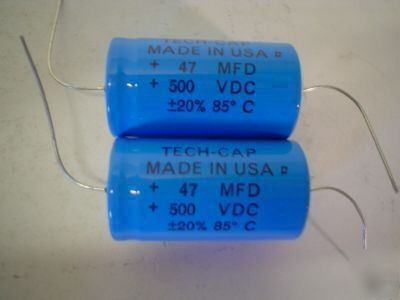 TECH-CAP
MADE IN USA
+ 47 MFD
+ 500 VDC
±20% 85° C
TECH-CAP
MADE IN USA
+ 47 MFD
+ 500 VDC
±20% 85° C